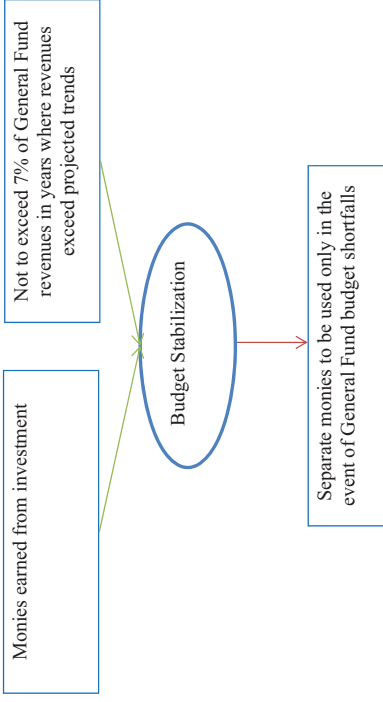 Monies earned from investment
Not to exceed 7% of General Fund
revenues in years where revenues
exceed projected trends
Budget Stabilization
Separate monies to be used only in the
event of General Fund budget shortfalls